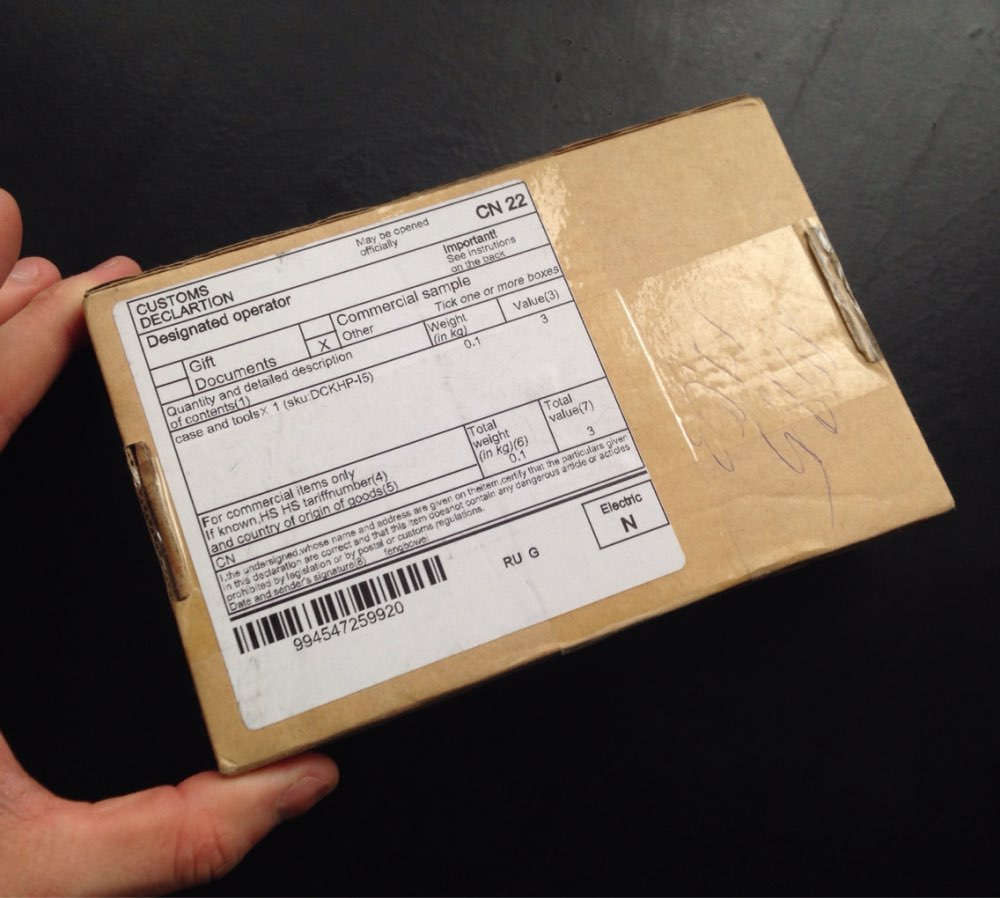 CN 22
May be opened
officially
Important!
See instrutions
on the back
CUSTOMS
DECLARTION
Designated operator
Gift
X
Commercial sample
Documents
Other
Tick one or more boxes
Quantity and detailed description
of contents(1)
Weight
(in kg)
Value(3)
case and tools× 1 (sku:DCKHP-I5)
0.1
3
For commercial items only
If known,HS HS tariffnumber(4)
and country of origin of goods(5)
Total
weight
(in kg)(6)
0.1
Total
value(7)
3
CN
I,the undersigned,whose name and address are given on theitem,certify that the particulars given
in this declaration are correct and that this item doesnot contain any dangerous article or articles
prohibited by legislation or by postal or customs regulations.
Date and sender's signature(8) fengbowei
Electric
N
RU G
994547259920